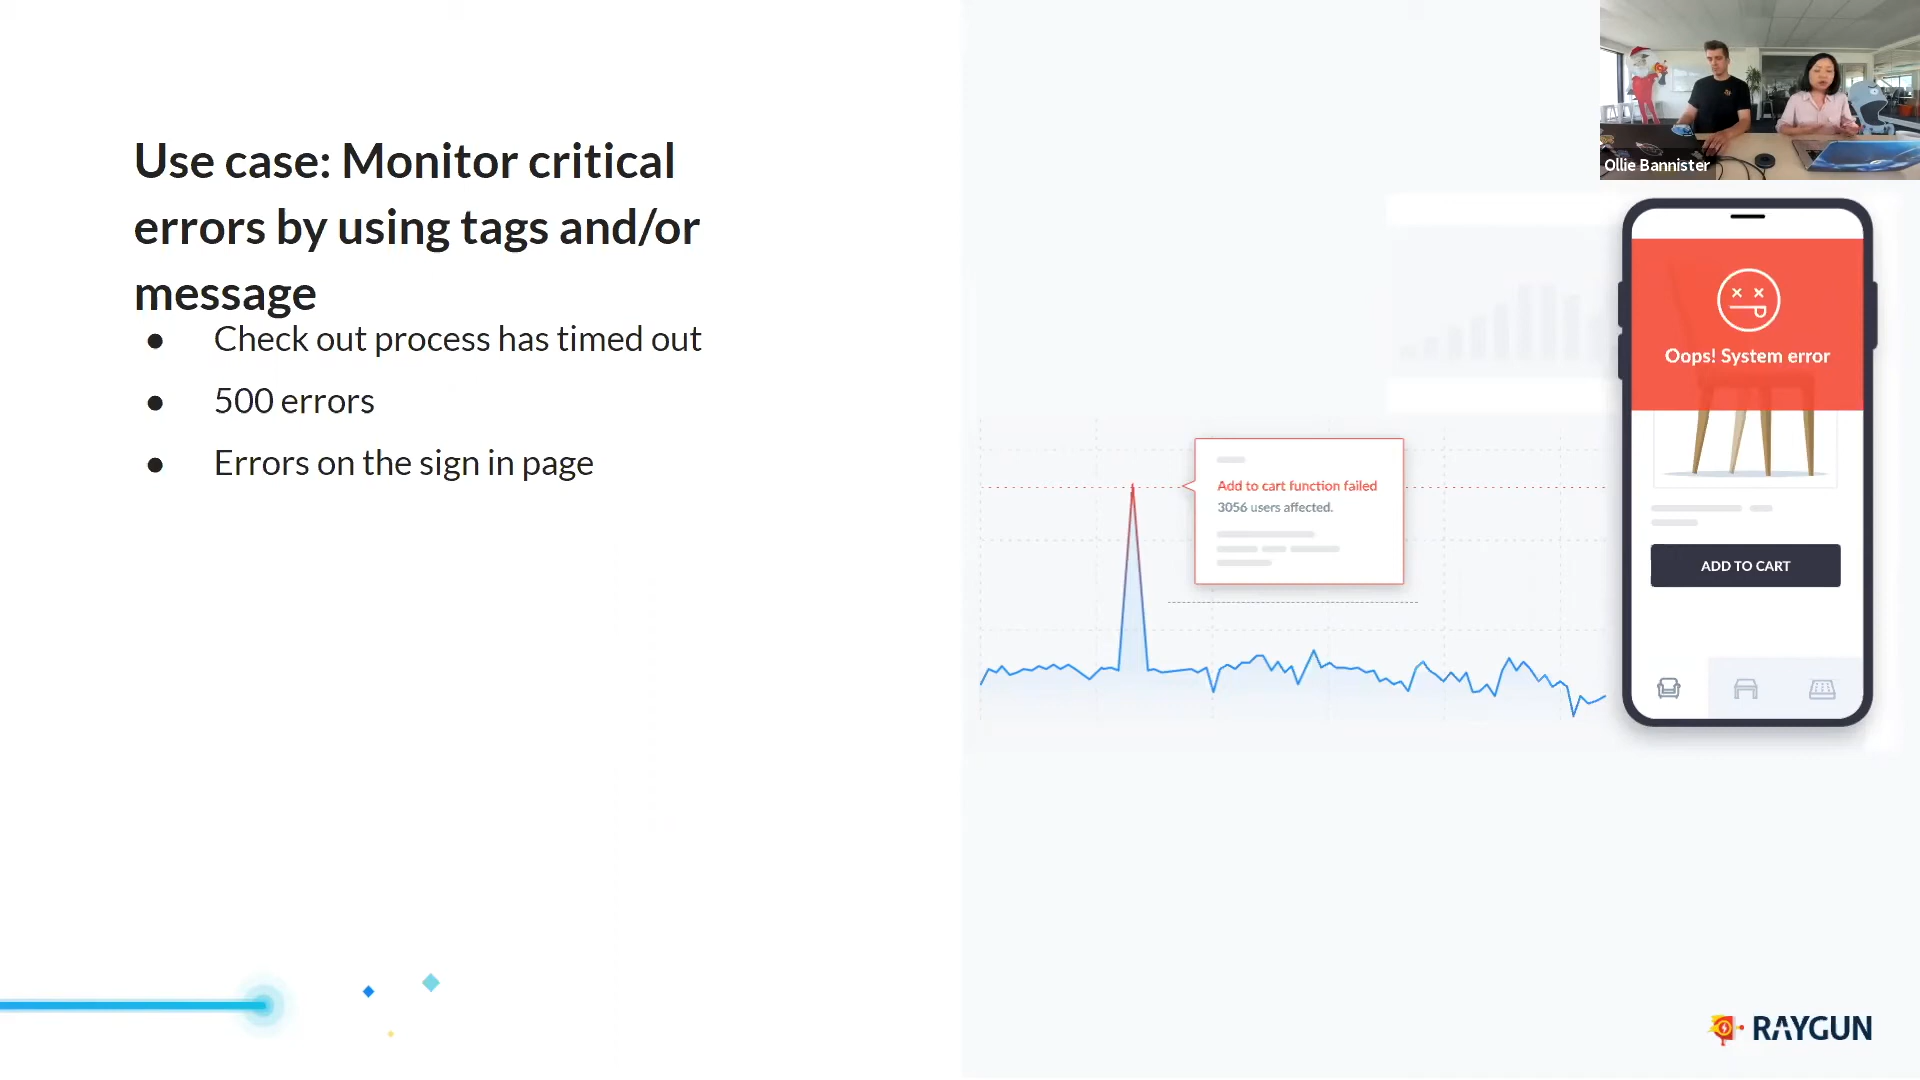 Use case: Monitor critical
errors by using tags and/or
message
● Check out process has timed out
● 500 errors
● Errors on the sign in page
Ollie Bannister
Oops! System error
Add to cart function failed
3056 users affected.
ADD TO CART
RAYGUN